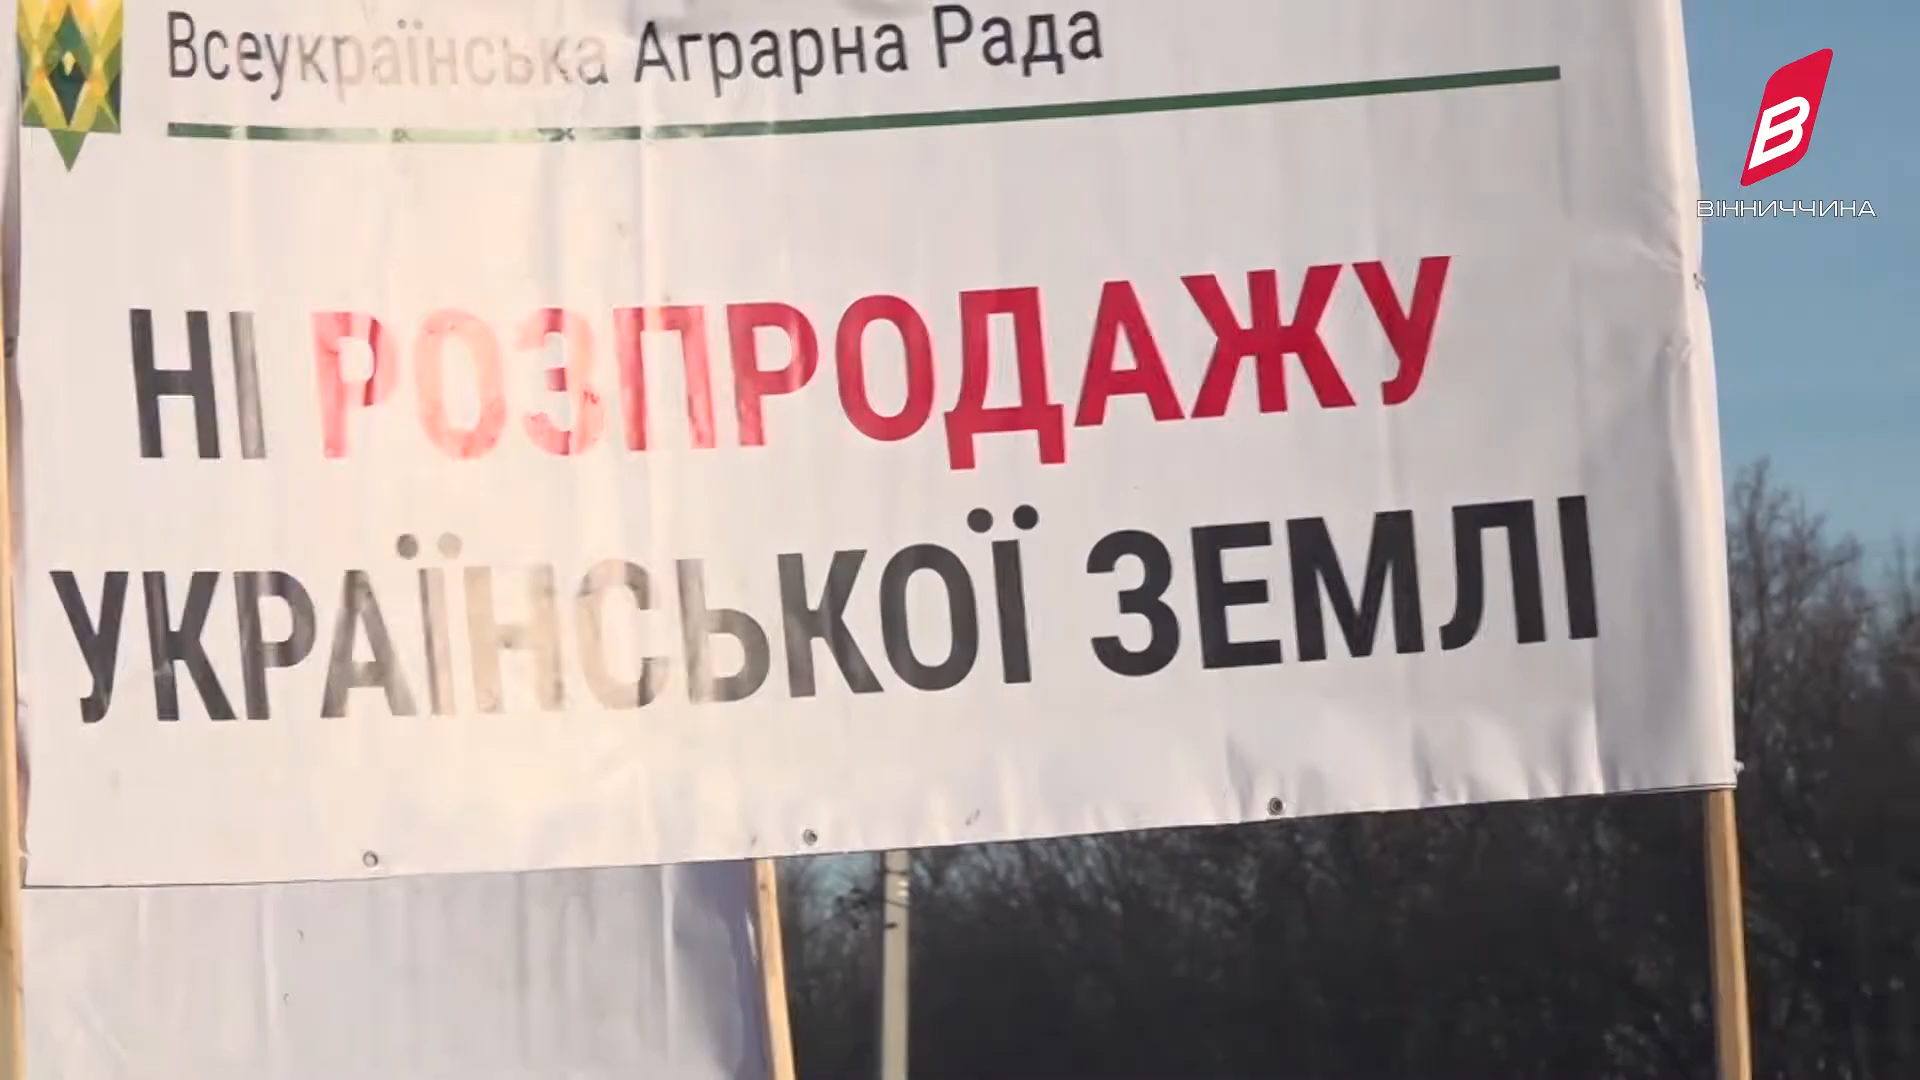 Всеукраїнська Аграрна Рада
В
ВІННИЧЧИНА
НІ РОЗПРОДАЖУ
УКРАЇНСЬКОЇ ЗЕМЛІ